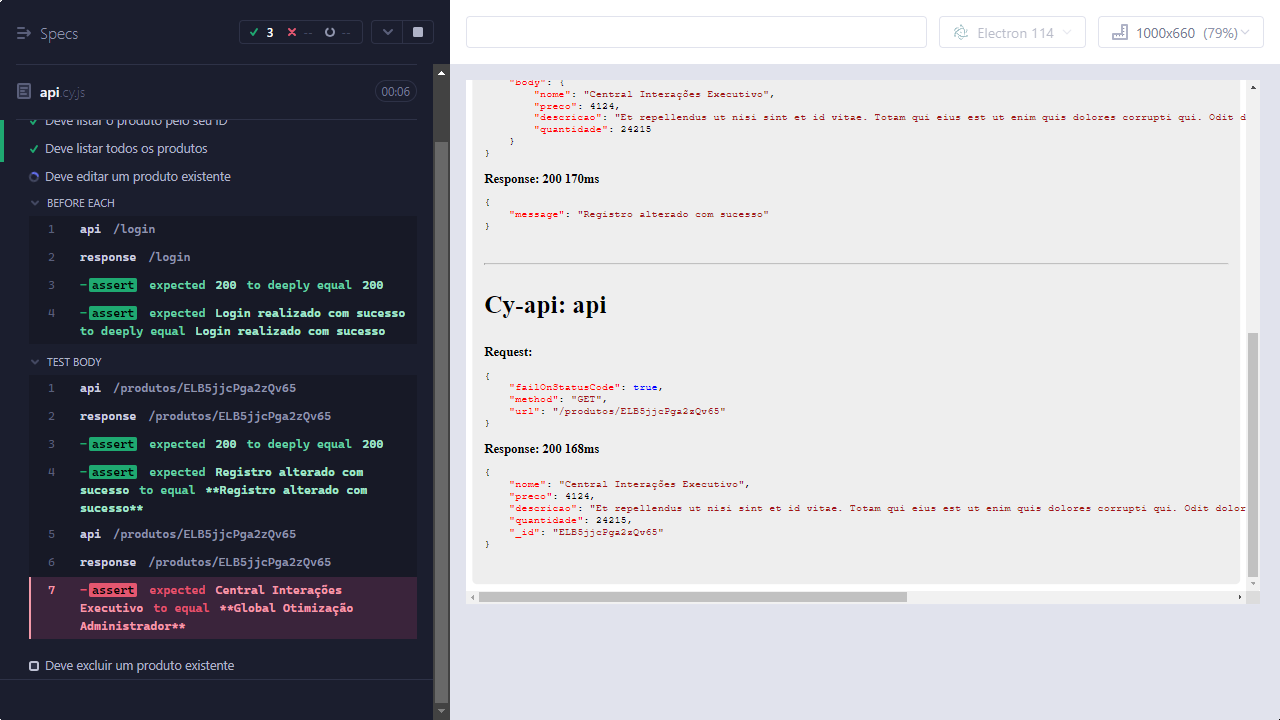 Specs
3 -- --
Electron 114
1000x660 (79%)
api.cy.js
00:06
Deve listar o produto pelo seu ID
Deve listar todos os produtos
Deve editar um produto existente
BEFORE EACH
1 api /login
2 response /login
3 -assert expected 200 to deeply equal 200
4 -assert expected Login realizado com sucesso
to deeply equal Login realizado com sucesso
TEST BODY
1 api /produtos/ELB5jjcPga2zQv65
2 response /produtos/ELB5jjcPga2zQv65
3 -assert expected 200 to deeply equal 200
4 -assert expected Registro alterado com
sucesso to equal **Registro alterado com
sucesso**
5 api /produtos/ELB5jjcPga2zQv65
6 response /produtos/ELB5jjcPga2zQv65
7 -assert expected Central Interações
Executivo to equal **Global Otimização
Administrador**
Deve excluir um produto existente
"body": {
"nome": "Central Interações Executivo",
"preco": 4124,
"descricao": "Et repellendus ut nisi sint et id vitae. Totam qui eius est ut enim quis dolores corrupti qui. Odit d
"quantidade": 24215
}
}
Response: 200 170ms
{
"message": "Registro alterado com sucesso"
}
Cy-api: api
Request:
{
"failOnStatusCode": true,
"method": "GET",
"url": "/produtos/ELB5jjcPga2zQv65"
}
Response: 200 168ms
{
"nome": "Central Interações Executivo",
"preco": 4124,
"descricao": "Et repellendus ut nisi sint et id vitae. Totam qui eius est ut enim quis dolores corrupti qui. Odit dolor
"quantidade": 24215,
"_id": "ELB5jjcPga2zQv65"
}